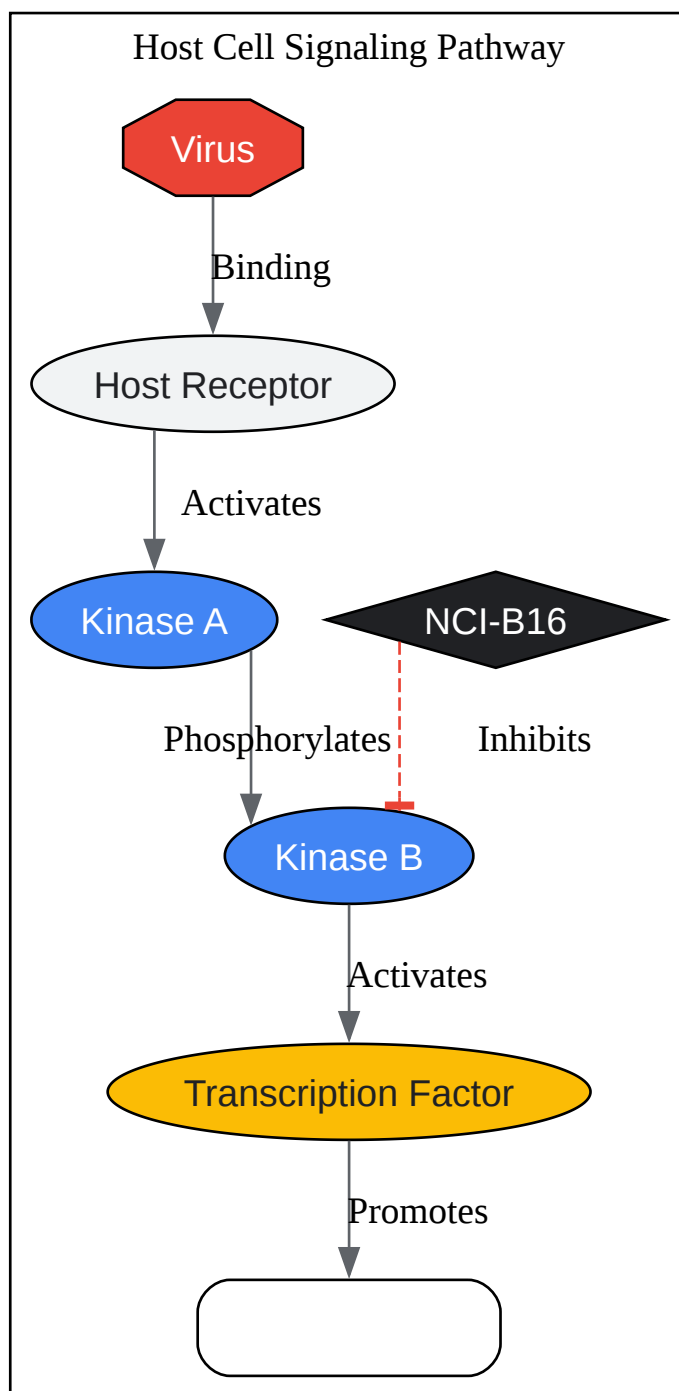 Host Cell Signaling Pathway
Virus
Binding
Host Receptor
Activates
Kinase A
NCI-B16
Phosphorylates
Inhibits
Kinase B
Activates
Transcription Factor
Promotes